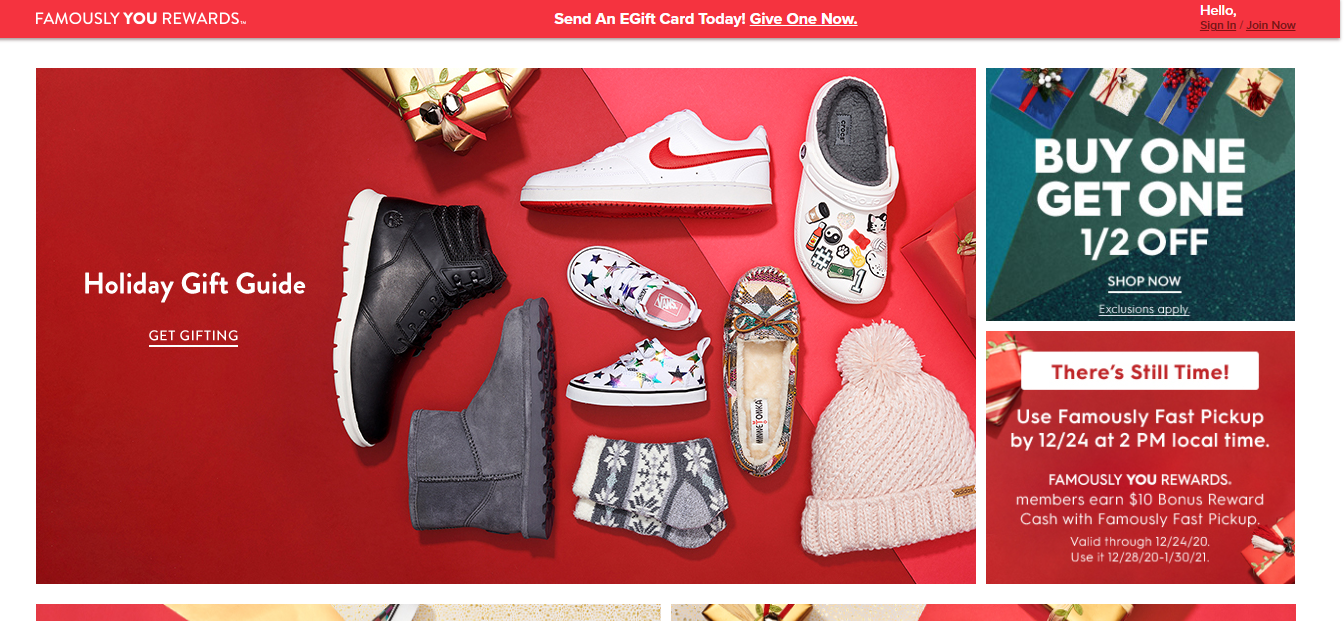 FAMOUSLY YOU REWARDS™
Send An EGift Card Today! Give One Now.
Hello,
Sign In / Join Now
Holiday Gift Guide
GET GIFTING
crocs
VANS
MINNETONKA
BUY ONE
GET ONE
1/2 OFF
SHOP NOW
Exclusions apply.
There's Still Time!
Use Famously Fast Pickup
by 12/24 at 2 PM local time.
FAMOUSLY YOU REWARDS.
members earn $10 Bonus Reward
Cash with Famously Fast Pickup.
Valid through 12/24/20.
Use it 12/28/20-1/30/21.